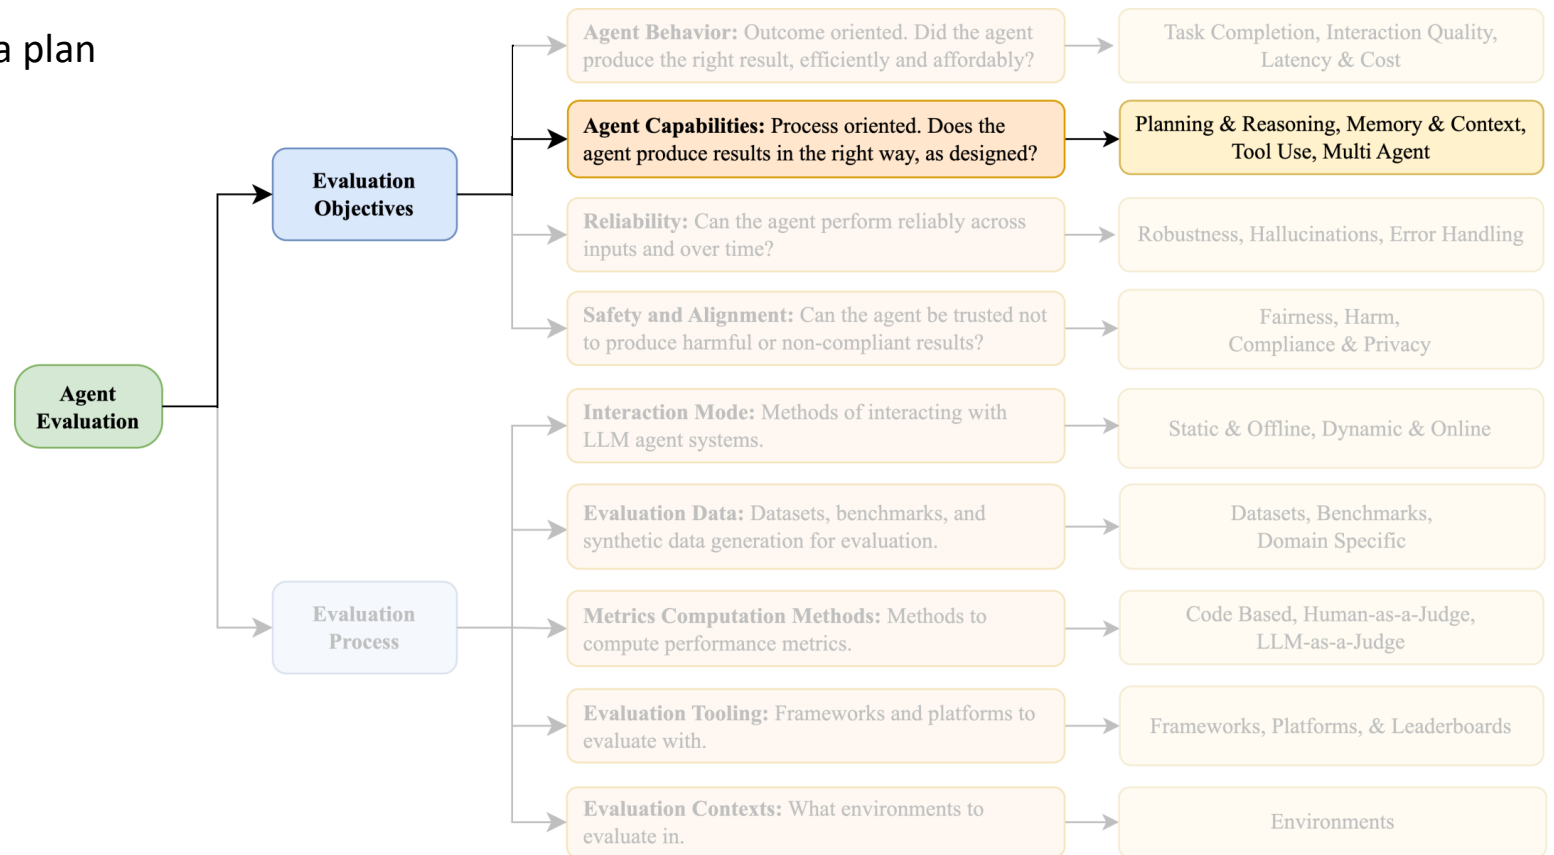 a plan
Agent
Evaluation
Evaluation
Objectives
Agent Behavior: Outcome oriented. Did the agent
produce the right result, efficiently and affordably?
Task Completion, Interaction Quality,
Latency & Cost
Agent Capabilities: Process oriented. Does the
agent produce results in the right way, as designed?
Planning & Reasoning, Memory & Context,
Tool Use, Multi Agent
Reliability: Can the agent perform reliably across
inputs and over time?
Robustness, Hallucinations, Error Handling
Safety and Alignment: Can the agent be trusted not
to produce harmful or non-compliant results?
Fairness, Harm,
Compliance & Privacy
Evaluation
Process
Interaction Mode: Methods of interacting with
LLM agent systems.
Static & Offline, Dynamic & Online
Evaluation Data: Datasets, benchmarks, and
synthetic data generation for evaluation.
Datasets, Benchmarks,
Domain Specific
Metrics Computation Methods: Methods to
compute performance metrics.
Code Based, Human-as-a-Judge,
LLM-as-a-Judge
Evaluation Tooling: Frameworks and platforms to
evaluate with.
Frameworks, Platforms, & Leaderboards
Evaluation Contexts: What environments to
evaluate in.
Environments